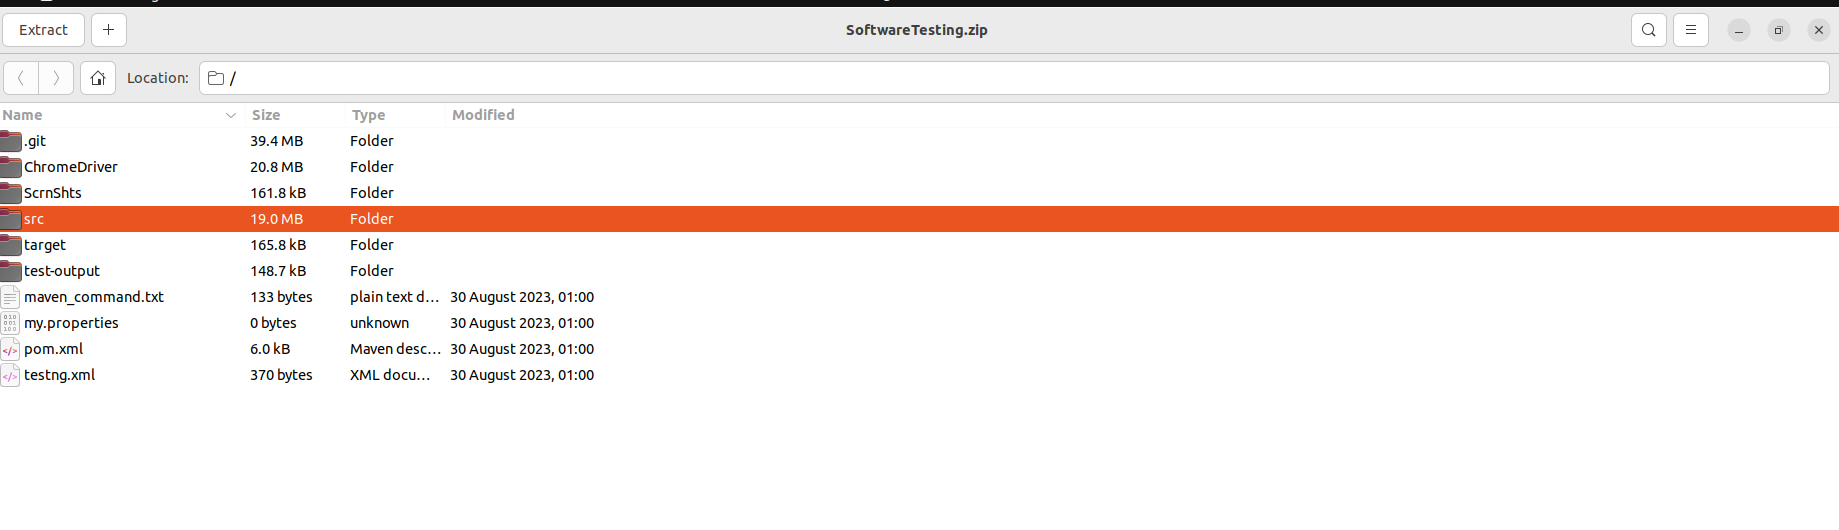 Extract + SoftwareTesting.zip
Location: /
Name Size Type Modified
.git 39.4 MB Folder
ChromeDriver 20.8 MB Folder
ScrnShts 161.8 kB Folder
src 19.0 MB Folder
target 165.8 kB Folder
test-output 148.7 kB Folder
maven_command.txt 133 bytes plain text d... 30 August 2023, 01:00
my.properties 0 bytes unknown 30 August 2023, 01:00
pom.xml 6.0 kB Maven desc... 30 August 2023, 01:00
testng.xml 370 bytes XML docu... 30 August 2023, 01:00